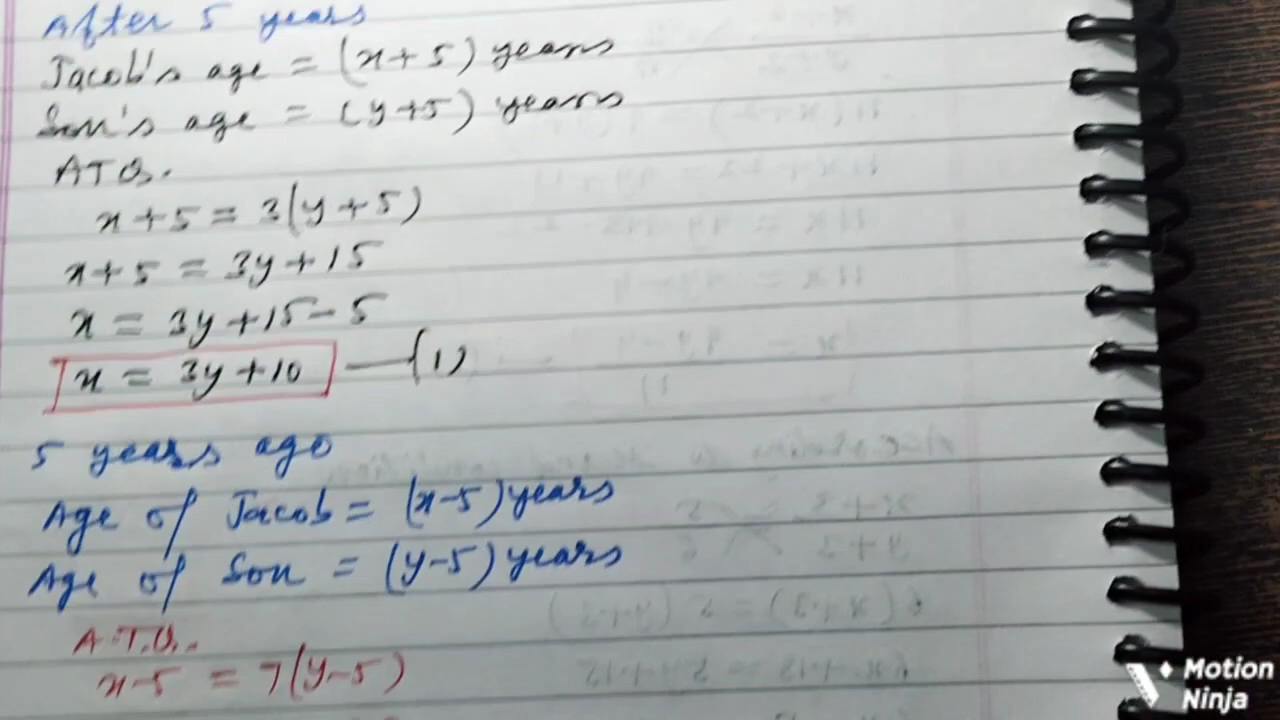 After 5 years
Jacob's age = (x+5) years
Son's age = (y+5) years
ATQ.
x+5 = 3(y+5)
x+5 = 3y+15
x = 3y+15-5
x = 3y+10 —(1)
5 years ago
Age of Jacob = (x-5) years
Age of Son = (y-5) years
A.T.Q..
x-5 = 7(y-5)
Motion
Ninja